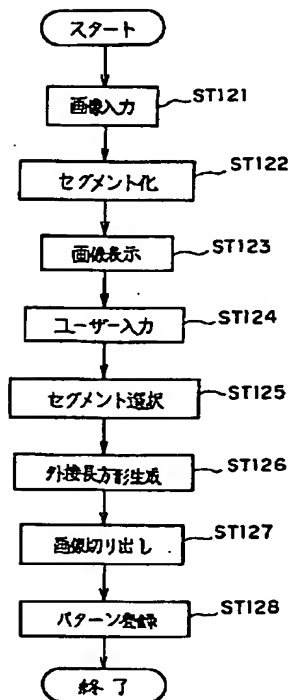 スタート
画像入力 ST121
セグメント化 ST122
画像表示 ST123
ユーザー入力 ST124
セグメント選択 ST125
外接長方形生成 ST126
画像切り出し ST127
パターン登録 ST128
終了